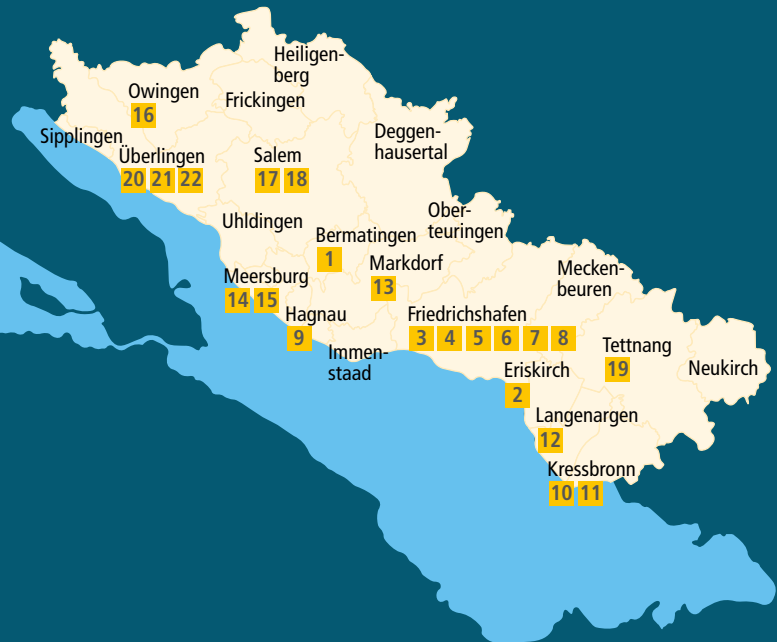 Heiligen-
berg
Owingen
16
Frickingen
Sipplingen
Deggen-
hausertal
Überlingen
20 21 22
Salem
17 18
Uhldingen
Ober-
teuringen
Bermatingen
1
Markdorf
13
Meersburg
14 15
Mecken-
beuren
Hagnau
9
Friedrichshafen
3 4 5 6 7 8
Immen-
staad
Tettnang
19
Neukirch
Eriskirch
2
Langenargen
12
Kressbronn
10 11